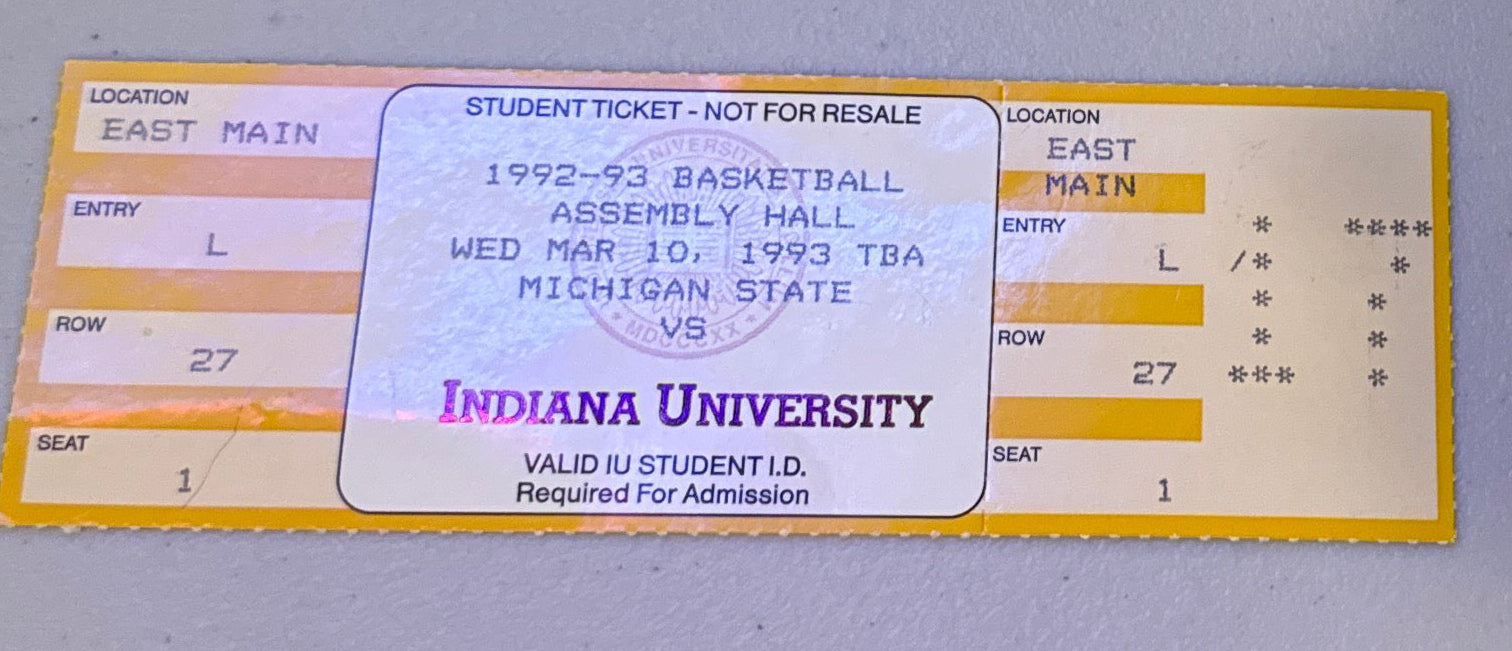 LOCATION
EAST MAIN
ENTRY
L
ROW
27
SEAT
1
STUDENT TICKET - NOT FOR RESALE
1992-93 BASKETBALL
ASSEMBLY HALL
WED MAR 10, 1993 TBA
MICHIGAN STATE
VS
INDIANA UNIVERSITY
VALID IU STUDENT I.D.
Required For Admission
MDCCCXX
LOCATION
EAST
MAIN
ENTRY
L
ROW
27
SEAT
1
* ****
/* *
* *
* *
*** *